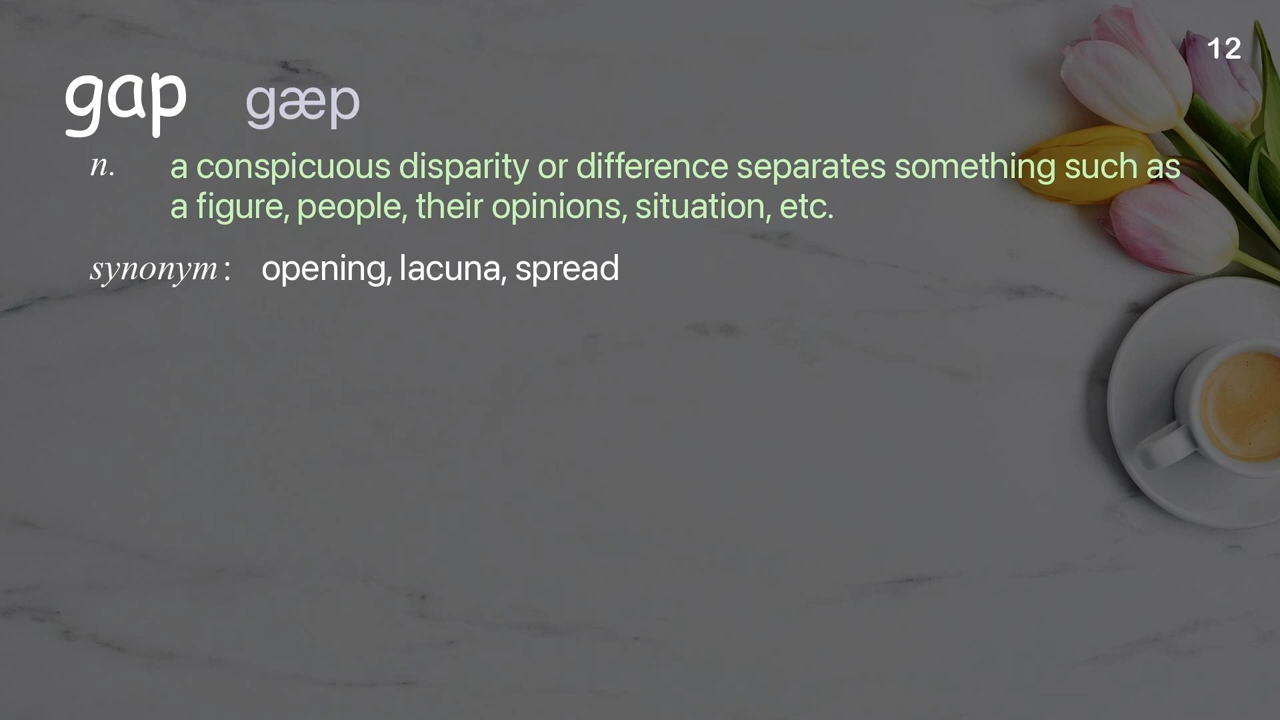 12
gap gæp
n. a conspicuous disparity or difference separates something such as
a figure, people, their opinions, situation, etc.
synonym: opening, lacuna, spread